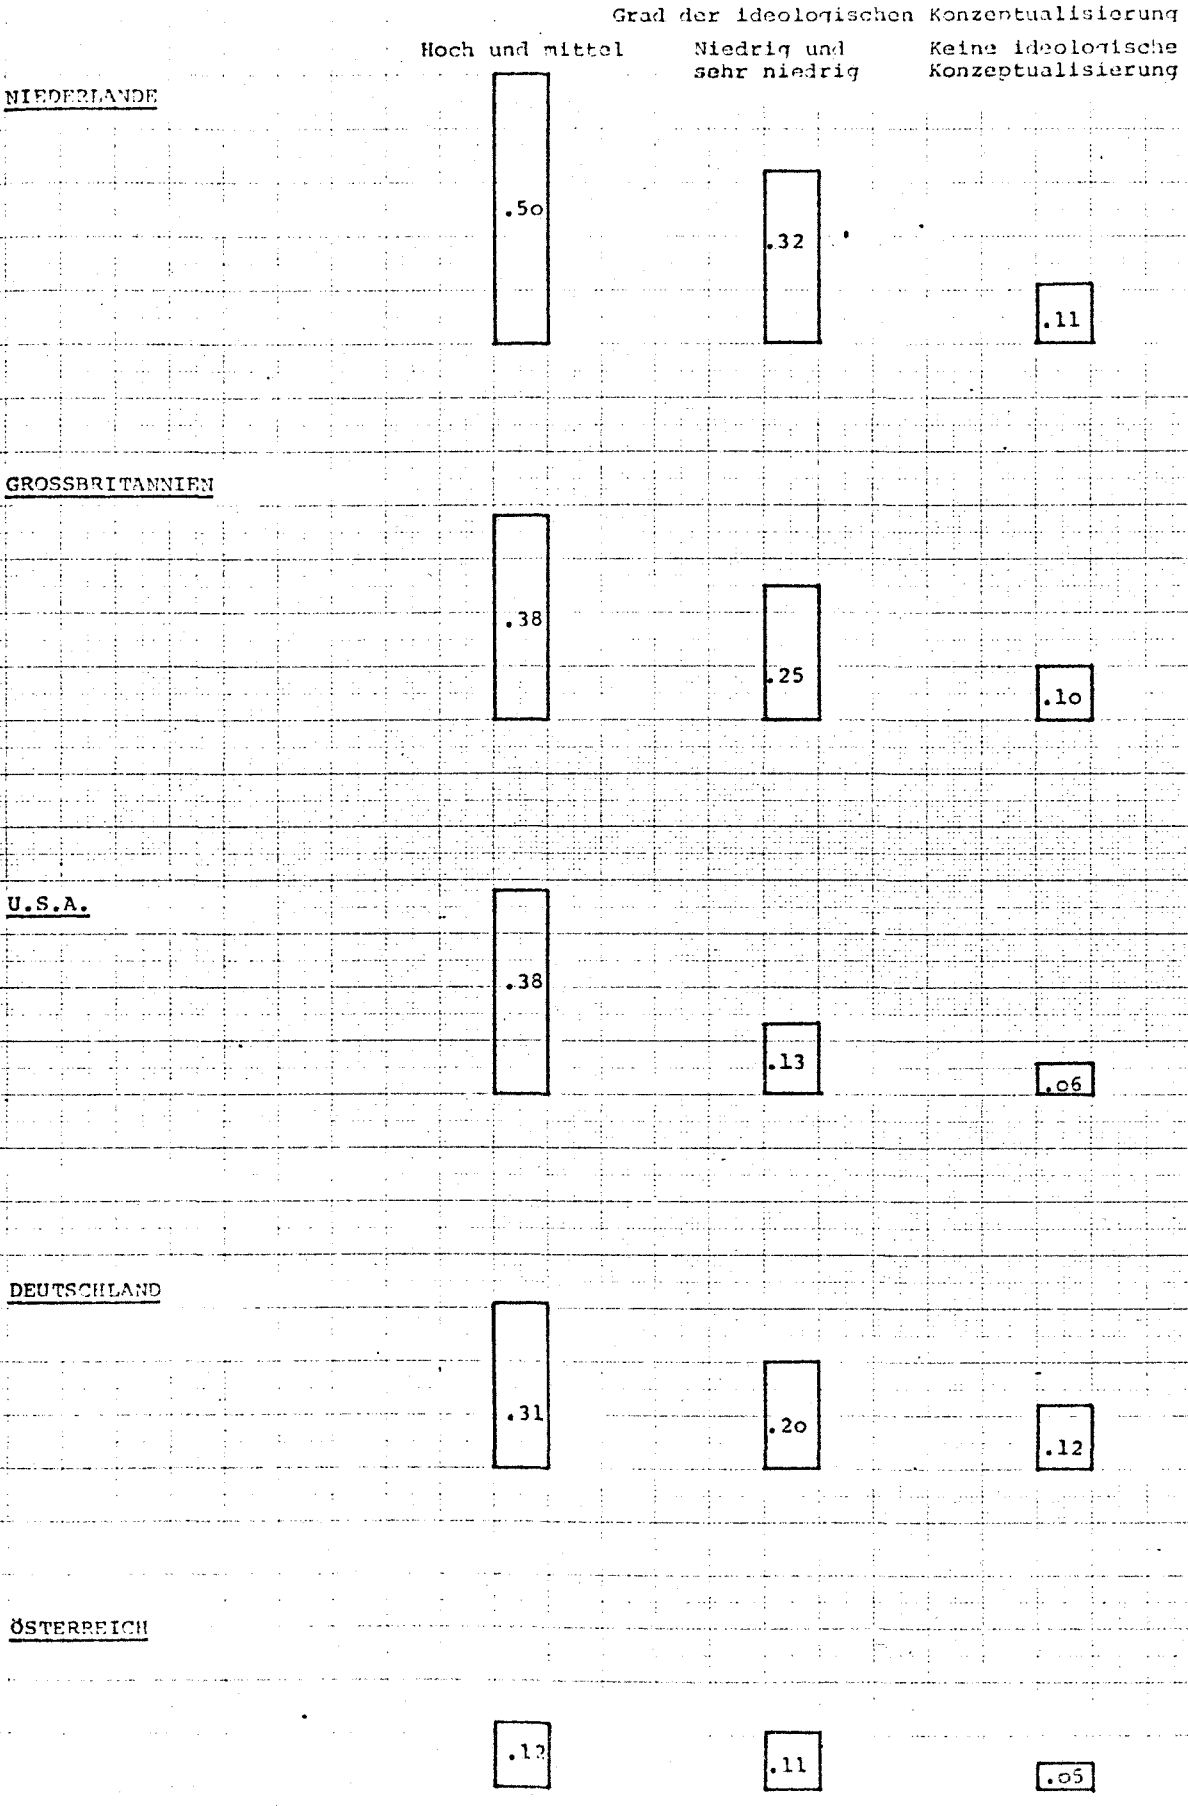 Grad der ideologischen Konzeptualisierung
Hoch und mittel Niedrig und Keine ideologische
sehr niedrig Konzeptualisierung
NIEDERLANDE
.5o
.32
.11
GROSSBRITANNIEN
.38
.25
.1o
U.S.A.
.38
.13
.o6
DEUTSCHLAND
.31
.2o
.12
ÖSTERREICH
.12
.11
.o5